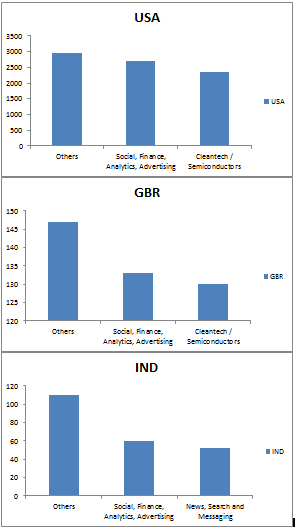 USA
3500
3000
2500
2000
1500
1000
500
0
Others
Social, Finance,
Analytics, Advertising
Cleantech /
Semiconductors
USA
GBR
150
145
140
135
130
125
120
Others
Social, Finance,
Analytics, Advertising
Cleantech /
Semiconductors
GBR
IND
120
100
80
60
40
20
0
Others
Social, Finance,
Analytics, Advertising
News, Search and
Messaging
IND